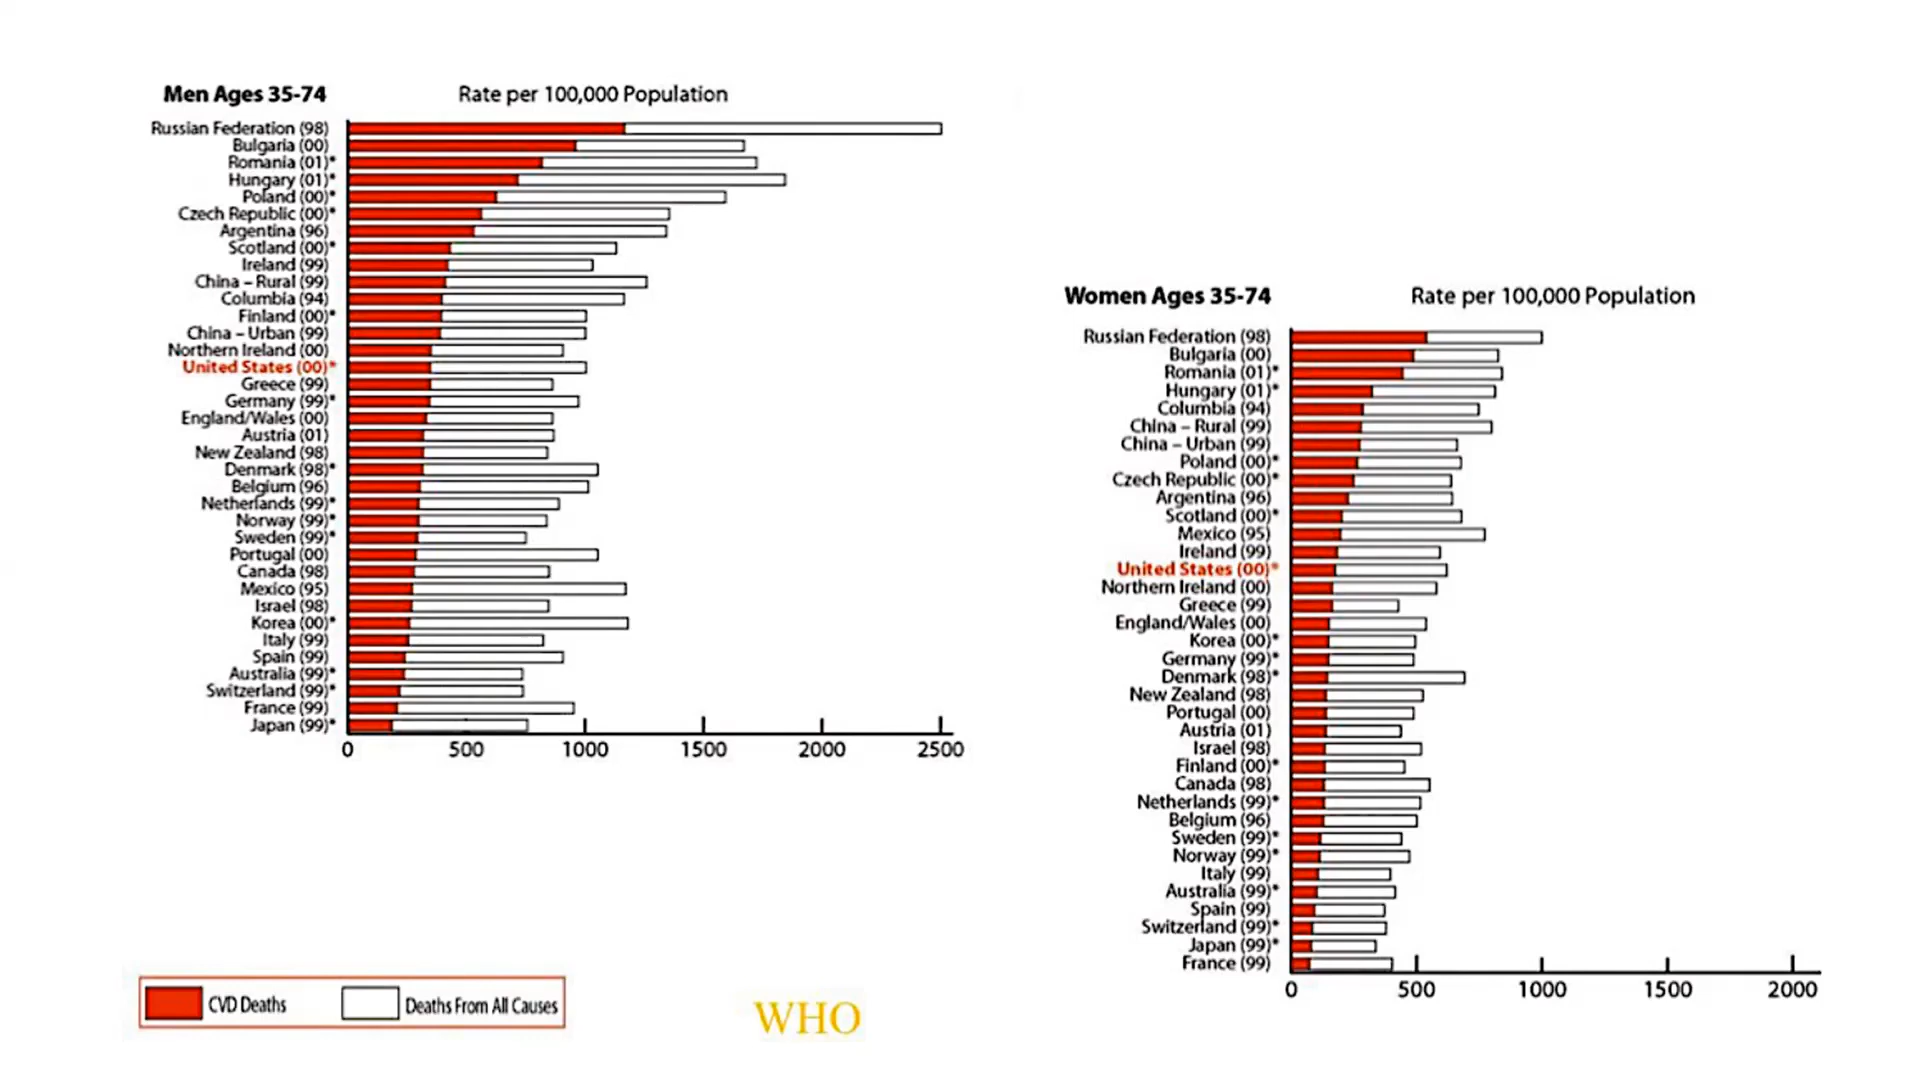 Men Ages 35-74 Rate per 100,000 Population
Russian Federation (98)
Bulgaria (00)
Romania (01)*
Hungary (01)*
Poland (00)*
Czech Republic (00)*
Argentina (96)
Scotland (00)*
Ireland (99)
China – Rural (99)
Columbia (94)
Finland (00)*
China – Urban (99)
Northern Ireland (00)
United States (00)*
Greece (99)
Germany (99)*
England/Wales (00)
Austria (01)
New Zealand (98)
Denmark (98)*
Belgium (96)
Netherlands (99)*
Norway (99)*
Sweden (99)*
Portugal (00)
Canada (98)
Mexico (95)
Israel (98)
Korea (00)*
Italy (99)
Spain (99)
Australia (99)*
Switzerland (99)*
France (99)
Japan (99)*
0 500 1000 1500 2000 2500
Women Ages 35-74 Rate per 100,000 Population
Russian Federation (98)
Bulgaria (00)
Romania (01)*
Hungary (01)*
Columbia (94)
China – Rural (99)
China – Urban (99)
Poland (00)*
Czech Republic (00)*
Argentina (96)
Scotland (00)*
Mexico (95)
Ireland (99)
United States (00)*
Northern Ireland (00)
Greece (99)
England/Wales (00)
Korea (00)*
Germany (99)*
Denmark (98)*
New Zealand (98)
Portugal (00)
Austria (01)
Israel (98)
Finland (00)*
Canada (98)
Netherlands (99)*
Belgium (96)
Sweden (99)*
Norway (99)*
Italy (99)
Australia (99)*
Spain (99)
Switzerland (99)*
Japan (99)*
France (99)
0 500 1000 1500 2000
CVD Deaths Deaths From All Causes
WHO